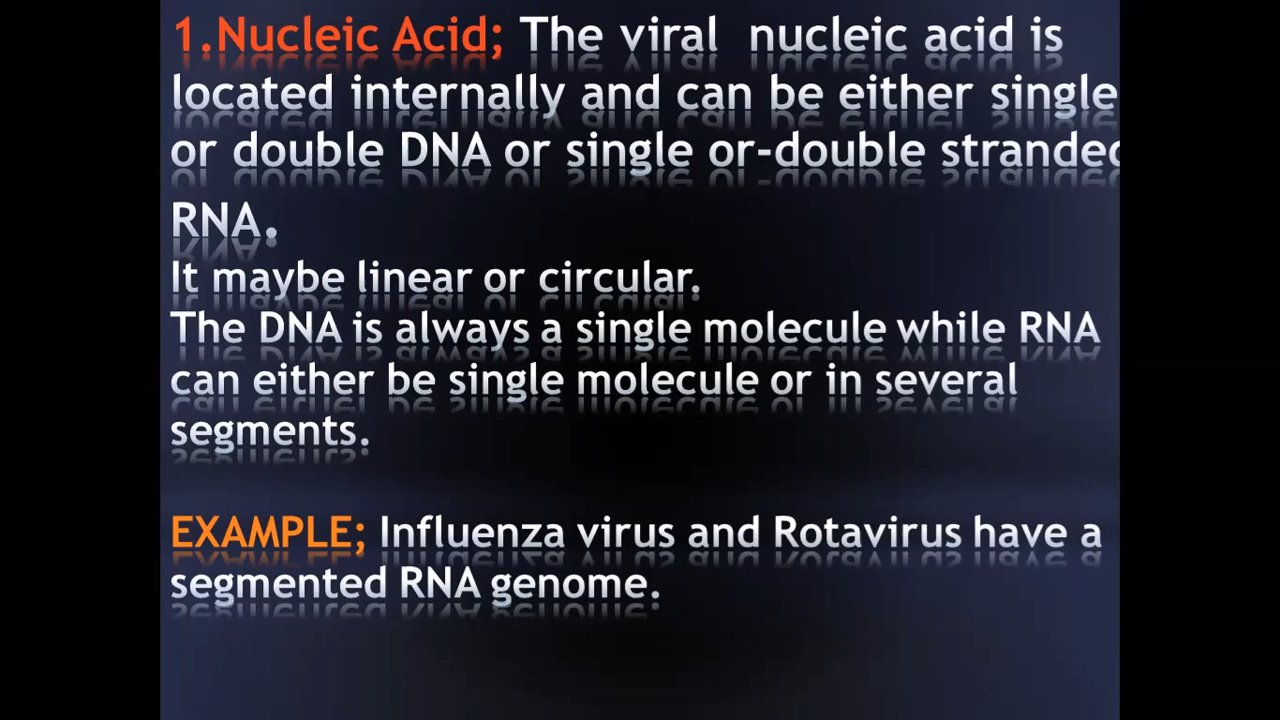 1.Nucleic Acid; The viral nucleic acid is
located internally and can be either single
or double DNA or single or-double stranded
RNA.
It maybe linear or circular.
The DNA is always a single molecule while RNA
can either be single molecule or in several
segments.
EXAMPLE; Influenza virus and Rotavirus have a
segmented RNA genome.